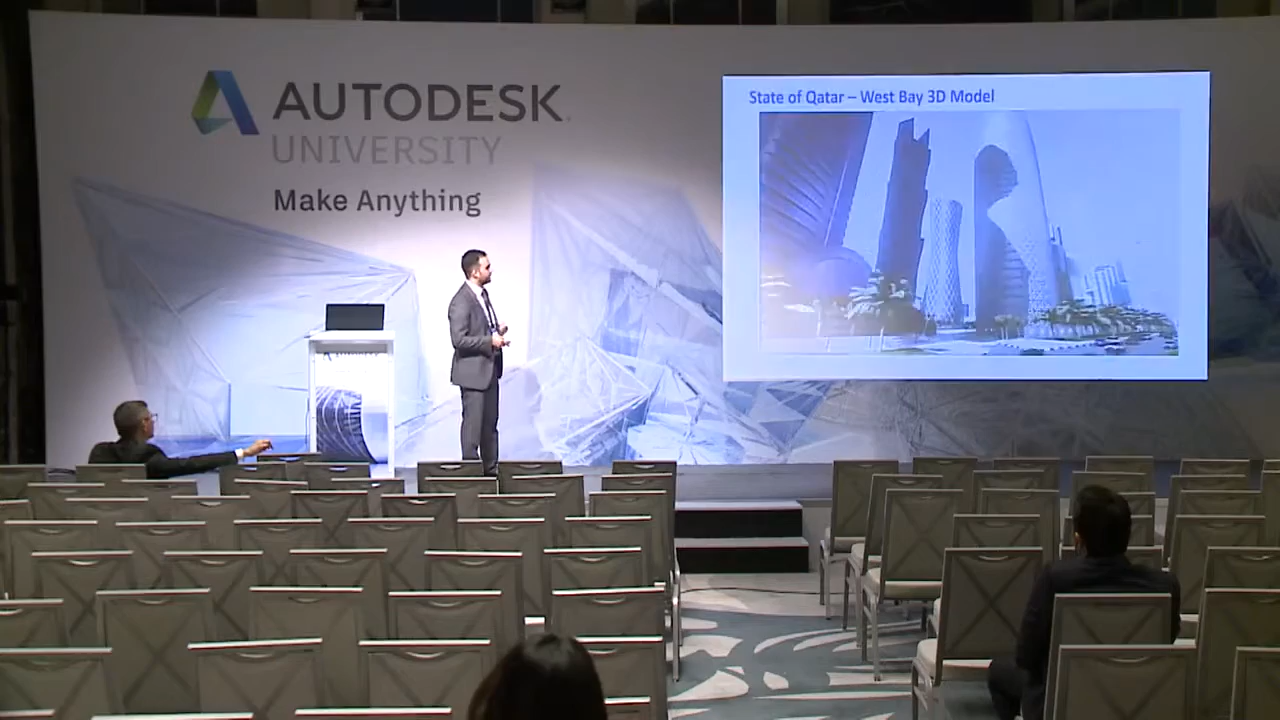 AUTODESK
UNIVERSITY
Make Anything
State of Qatar – West Bay 3D Model